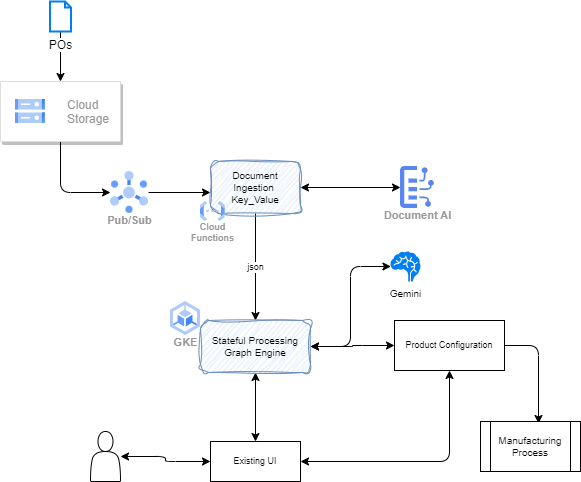 POs
Cloud
Storage
Pub/Sub
Document
Ingestion
Key_Value
Cloud
Functions
Document AI
json
Gemini
GKE
Stateful Processing
Graph Engine
Product Configuration
Manufacturing
Process
Existing UI